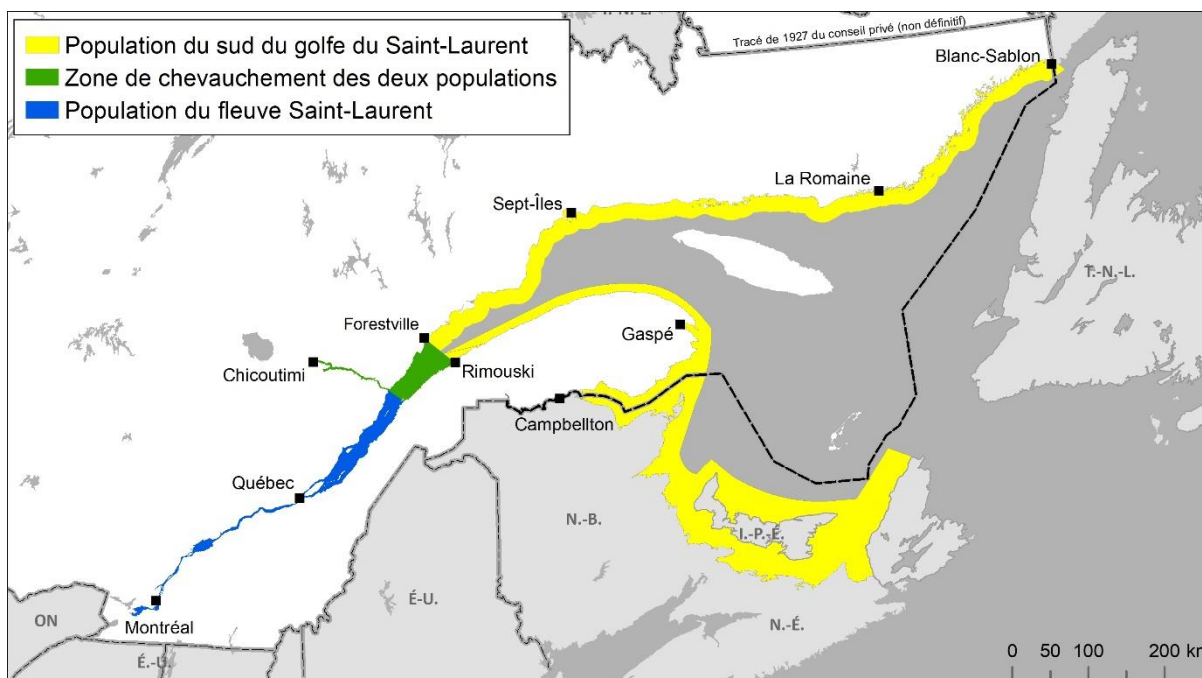 Population du sud du golfe du Saint-Laurent
Zone de chevauchement des deux populations
Population du fleuve Saint-Laurent
Tracé de 1927 du conseil privé (non définitif)
Blanc-Sablon
La Romaine
Sept-Îles
T.-N.-L.
Forestville
Gaspé
Chicoutimi
Rimouski
Campbellton
Québec
N.-B.
I.-P.-É.
É-U.
ON
Montréal
N.-É.
É.-U.
0 50 100 200 km